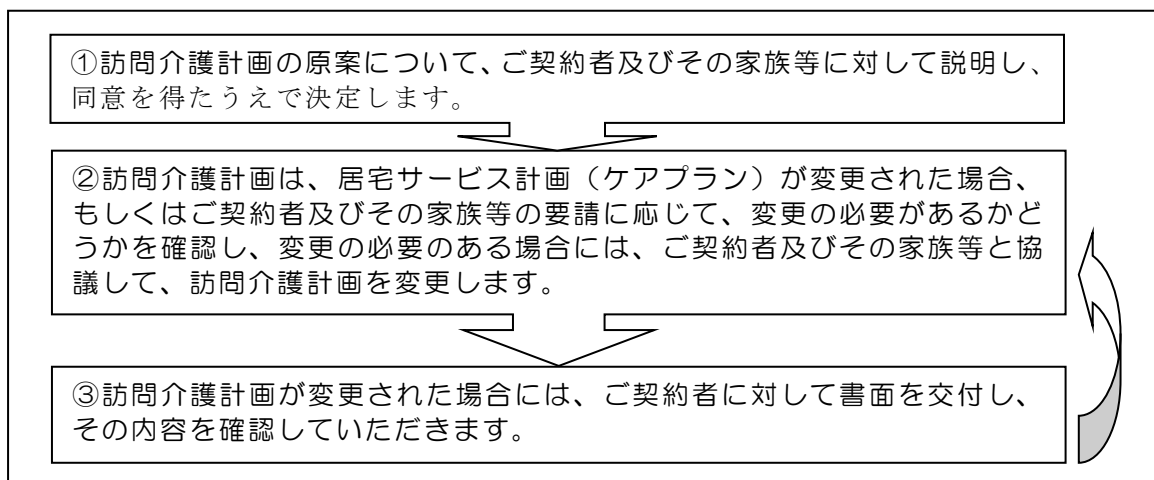 ①訪問介護計画の原案について、ご契約者及びその家族等に対して説明し、
同意を得たうえで決定します。
②訪問介護計画は、居宅サービス計画（ケアプラン）が変更された場合、
もしくはご契約者及びその家族等の要請に応じて、変更の必要があるかど
うかを確認し、変更の必要のある場合には、ご契約者及びその家族等と協
議して、訪問介護計画を変更します。
③訪問介護計画が変更された場合には、ご契約者に対して書面を交付し、
その内容を確認していただきます。